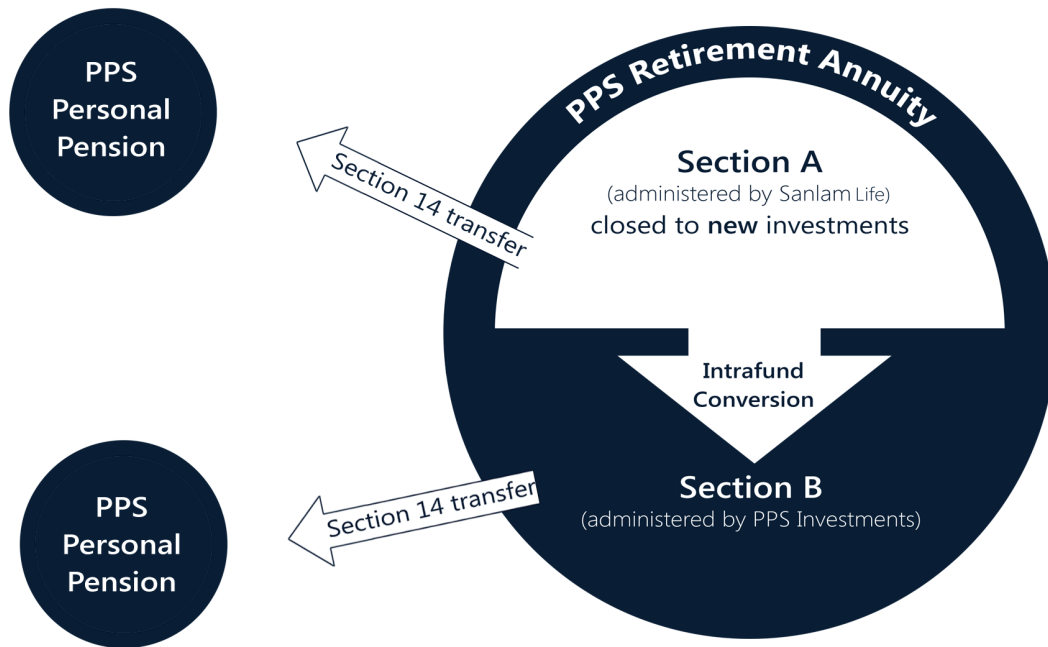 PPS
Personal
Pension
PPS Retirement Annuity
Section A
(administered by Sanlam Life)
closed to new investments
Section 14 transfer
Intrafund
Conversion
Section B
(administered by PPS Investments)
Section 14 transfer
PPS
Personal
Pension